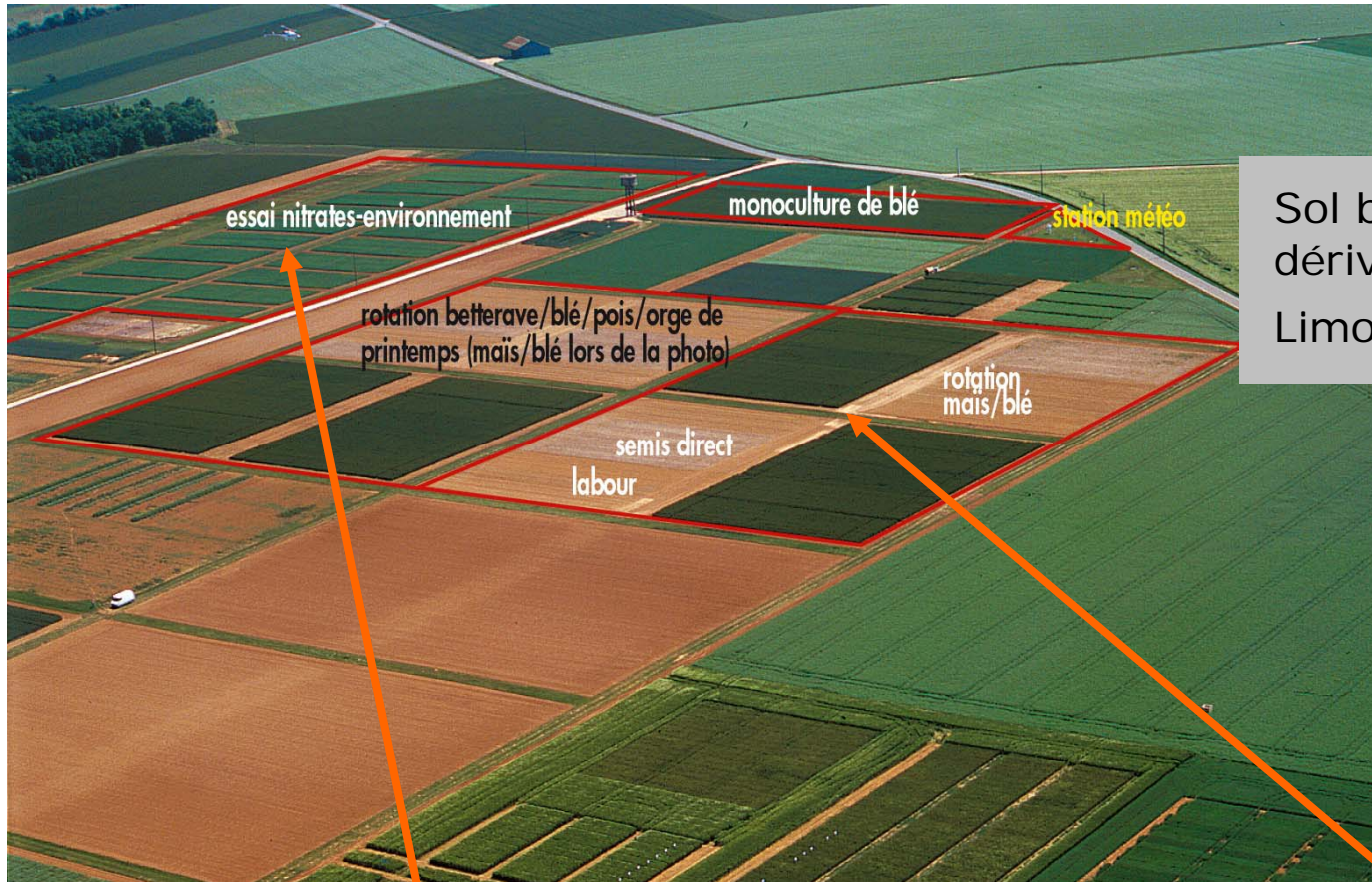 essai nitrates-environnement
monoculture de blé
station météo
Sol b
dériv
Limo
rotation betterave/blé/pois/orge de
printemps (maïs/blé lors de la photo)
rotation
maïs/blé
semis direct
labour